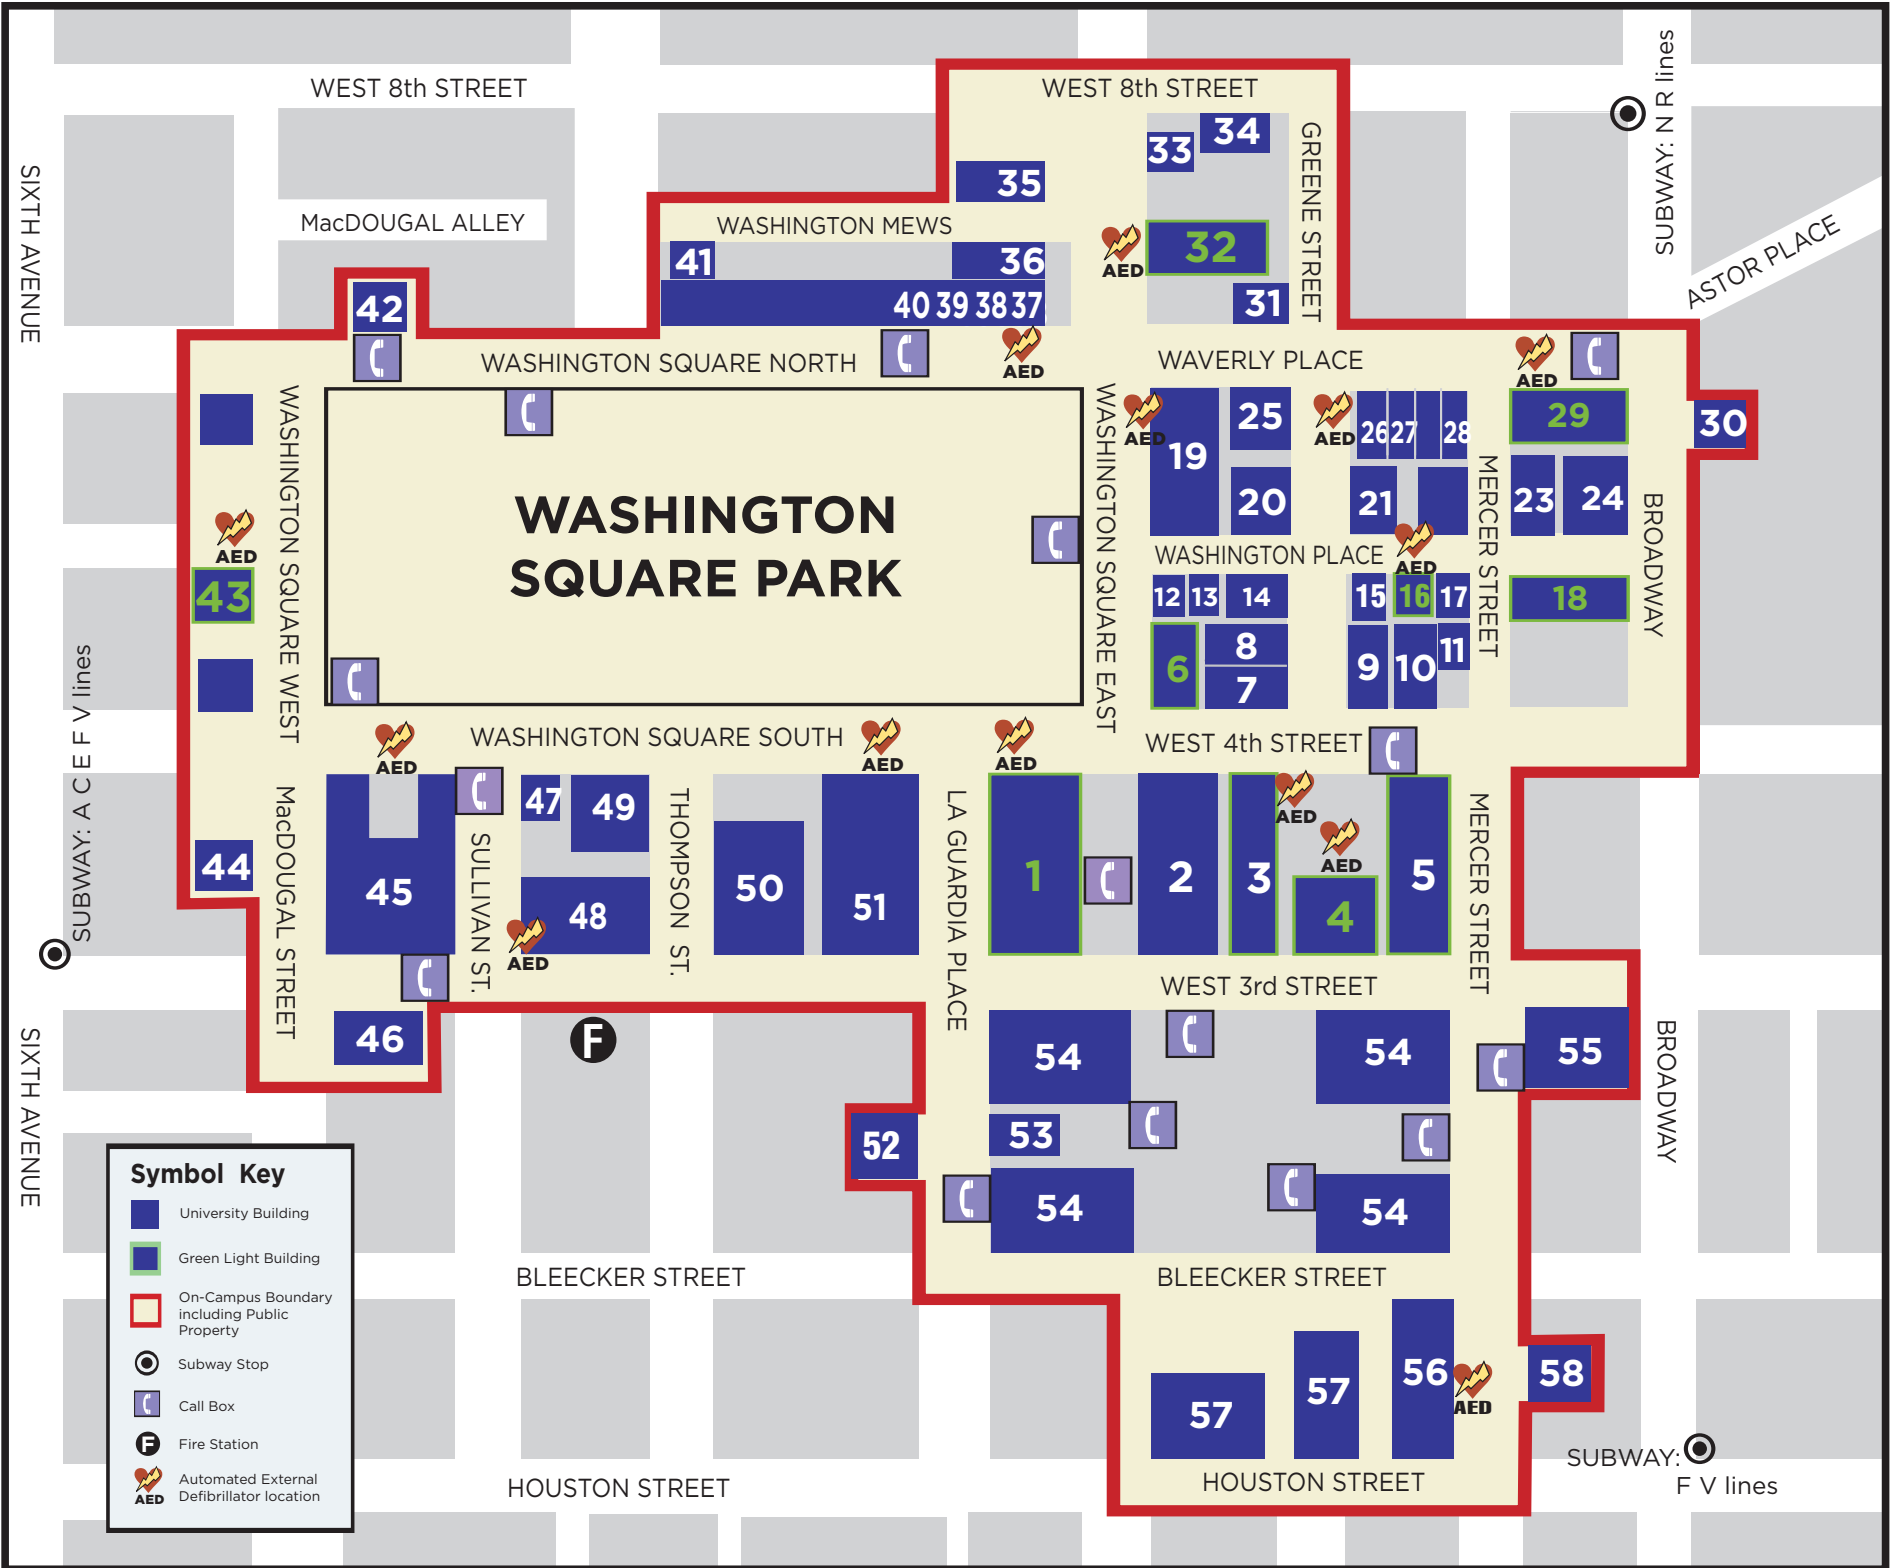 WEST 8th STREET
WEST 8th STREET
SUBWAY: N R lines
GREENE STREET
34
33
35
SIXTH AVENUE
MacDOUGAL ALLEY
WASHINGTON MEWS
32
AED
41
36
ASTOR PLACE
42
40 39 38 37
31
WASHINGTON SQUARE NORTH
AED
WAVERLY PLACE
AED
WASHINGTON SQUARE WEST
WASHINGTON SQUARE EAST
AED
19
25
AED
26 27 28
29
30
WASHINGTON
SQUARE PARK
20
21
MERCER STREET
23
24
BROADWAY
AED
43
WASHINGTON PLACE
AED
12
13
14
15
16
17
18
6
8
7
9
10
11
SUBWAY: A C E F V lines
WASHINGTON SQUARE SOUTH
WEST 4th STREET
AED
AED
AED
44
MacDOUGAL STREET
45
SULLIVAN ST.
47
49
48
AED
THOMPSON ST.
50
51
LA GUARDIA PLACE
1
2
3
AED
AED
4
5
MERCER STREET
WEST 3rd STREET
SIXTH AVENUE
46
F
54
54
55
BROADWAY
53
52
54
54
BLEECKER STREET
BLEECKER STREET
57
57
56
AED
58
HOUSTON STREET
HOUSTON STREET
SUBWAY:
F V lines
Symbol Key
University Building
Green Light Building
On-Campus Boundary
including Public
Property
Subway Stop
Call Box
F
Fire Station
AED
Automated External
Defibrillator location